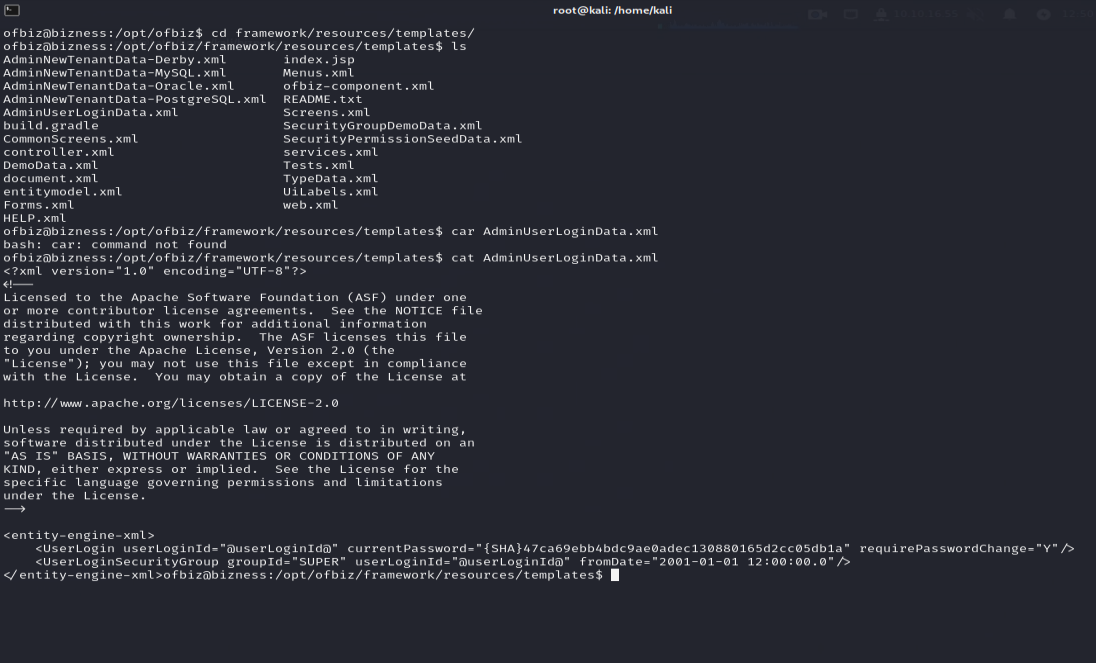 root@kali: /home/kali
ofbiz@bizness:/opt/ofbiz$ cd framework/resources/templates/
ofbiz@bizness:/opt/ofbiz/framework/resources/templates$ ls
AdminNewTenantData-Derby.xml       index.jsp
AdminNewTenantData-MySQL.xml       Menus.xml
AdminNewTenantData-Oracle.xml      ofbiz-component.xml
AdminNewTenantData-PostgreSQL.xml  README.txt
AdminUserLoginData.xml             Screens.xml
build.gradle                       SecurityGroupDemoData.xml
CommonScreens.xml                  SecurityPermissionSeedData.xml
controller.xml                     services.xml
DemoData.xml                       Tests.xml
document.xml                       TypeData.xml
entitymodel.xml                    UiLabels.xml
Forms.xml                          web.xml
HELP.xml
ofbiz@bizness:/opt/ofbiz/framework/resources/templates$ car AdminUserLoginData.xml
bash: car: command not found
ofbiz@bizness:/opt/ofbiz/framework/resources/templates$ cat AdminUserLoginData.xml
<?xml version="1.0" encoding="UTF-8"?>
<!--
Licensed to the Apache Software Foundation (ASF) under one
or more contributor license agreements.  See the NOTICE file
distributed with this work for additional information
regarding copyright ownership.  The ASF licenses this file
to you under the Apache License, Version 2.0 (the
"License"); you may not use this file except in compliance
with the License.  You may obtain a copy of the License at

http://www.apache.org/licenses/LICENSE-2.0

Unless required by applicable law or agreed to in writing,
software distributed under the License is distributed on an
"AS IS" BASIS, WITHOUT WARRANTIES OR CONDITIONS OF ANY
KIND, either express or implied.  See the License for the
specific language governing permissions and limitations
under the License.
-->

<entity-engine-xml>
    <UserLogin userLoginId="@userLoginId@" currentPassword="{SHA}47ca69ebb4bdc9ae0adec130880165d2cc05db1a" requirePasswordChange="Y"/>
    <UserLoginSecurityGroup groupId="SUPER" userLoginId="@userLoginId@" fromDate="2001-01-01 12:00:00.0"/>
</entity-engine-xml>ofbiz@bizness:/opt/ofbiz/framework/resources/templates$